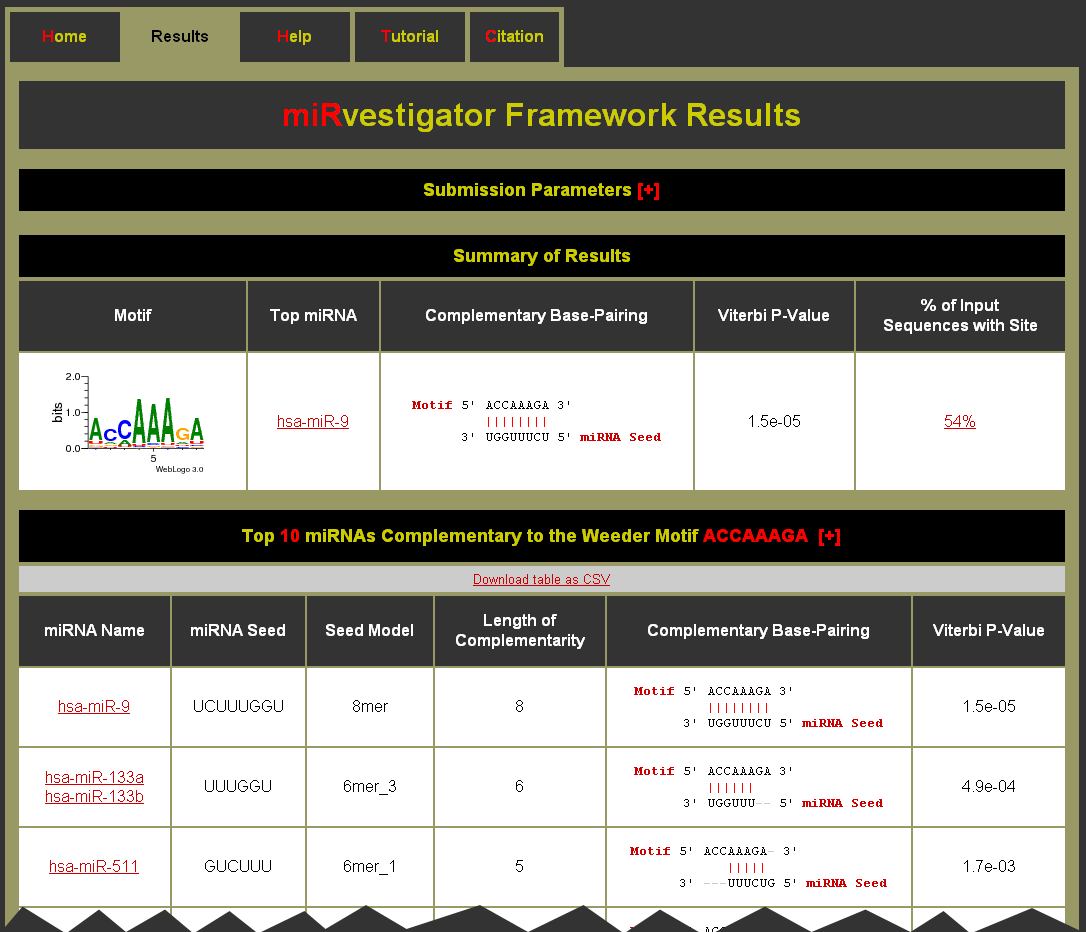 Home
Results
Help
Tutorial
Citation
miRvestigator Framework Results
Submission Parameters [+]
Summary of Results
Motif
Top miRNA
Complementary Base-Pairing
Viterbi P-Value
% of Input
Sequences with Site
2.0
1.0
0.0
bits
ACCAAAGA
5
WebLogo 3.0
hsa-miR-9
Motif 5' ACCAAAGA 3'
||||||||
3' UGGUUUCU 5' miRNA Seed
1.5e-05
54%
Top 10 miRNAs Complementary to the Weeder Motif ACCAAAGA [+]
Download table as CSV
miRNA Name
miRNA Seed
Seed Model
Length of
Complementarity
Complementary Base-Pairing
Viterbi P-Value
hsa-miR-9
UCUUUGGU
8mer
8
Motif 5' ACCAAAGA 3'
||||||||
3' UGGUUUCU 5' miRNA Seed
1.5e-05
hsa-miR-133a
hsa-miR-133b
UUUGGU
6mer_3
6
Motif 5' ACCAAAGA 3'
||||||
3' UGGUUU-- 5' miRNA Seed
4.9e-04
hsa-miR-511
GUCUUU
6mer_1
5
Motif 5' ACCAAAGA- 3'
|||||
3' ---UUUCUG 5' miRNA Seed
1.7e-03